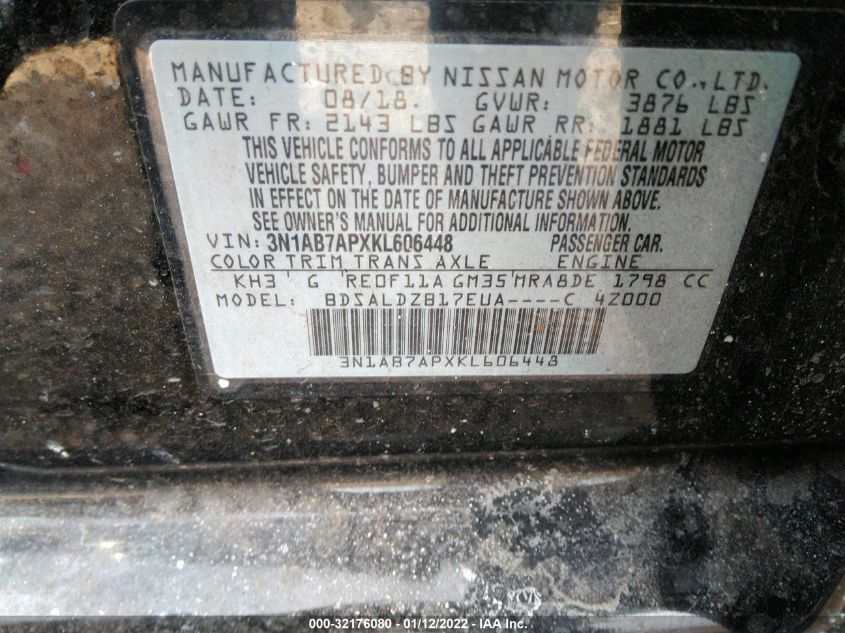 MANUFACTURED BY NISSAN MOTOR CO., LTD.
DATE: 08/18. GVWR: 3876 LBS
GAWR FR: 2143 LBS GAWR RR: 1881 LBS
THIS VEHICLE CONFORMS TO ALL APPLICABLE FEDERAL MOTOR
VEHICLE SAFETY, BUMPER AND THEFT PREVENTION STANDARDS
IN EFFECT ON THE DATE OF MANUFACTURE SHOWN ABOVE.
SEE OWNER'S MANUAL FOR ADDITIONAL INFORMATION.
VIN: 3N1AB7APXKL606448 PASSENGER CAR.
COLOR TRIM TRANS AXLE ENGINE
KH3 G RE0F11A GM35 MRA8DE 1798 CC
MODEL: BDSALDZB17EUA----C 4Z000
3N1AB7APXKL606448
000-32176080 - 01/12/2022 - IAA Inc.